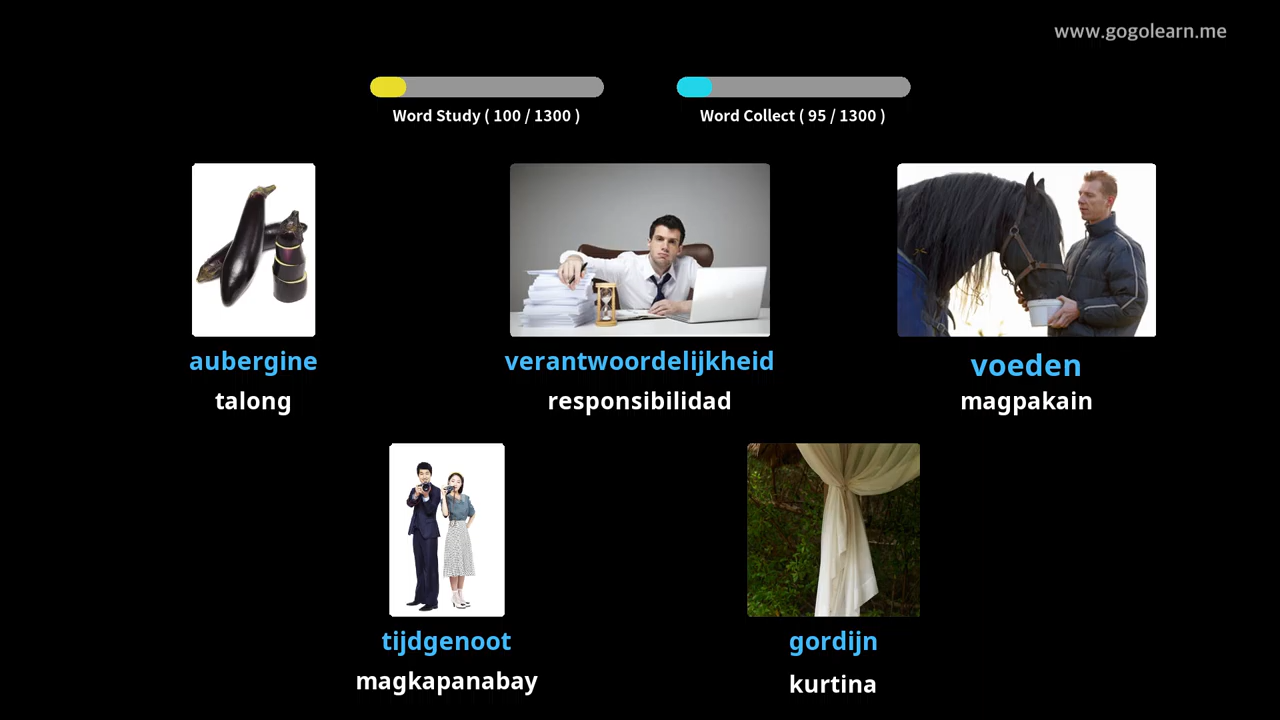 www.gogolearn.me
Word Study ( 100 / 1300 )
Word Collect ( 95 / 1300 )
aubergine
talong
verantwoordelijkheid
responsibilidad
voeden
magpakain
tijdgenoot
magkapanabay
gordijn
kurtina